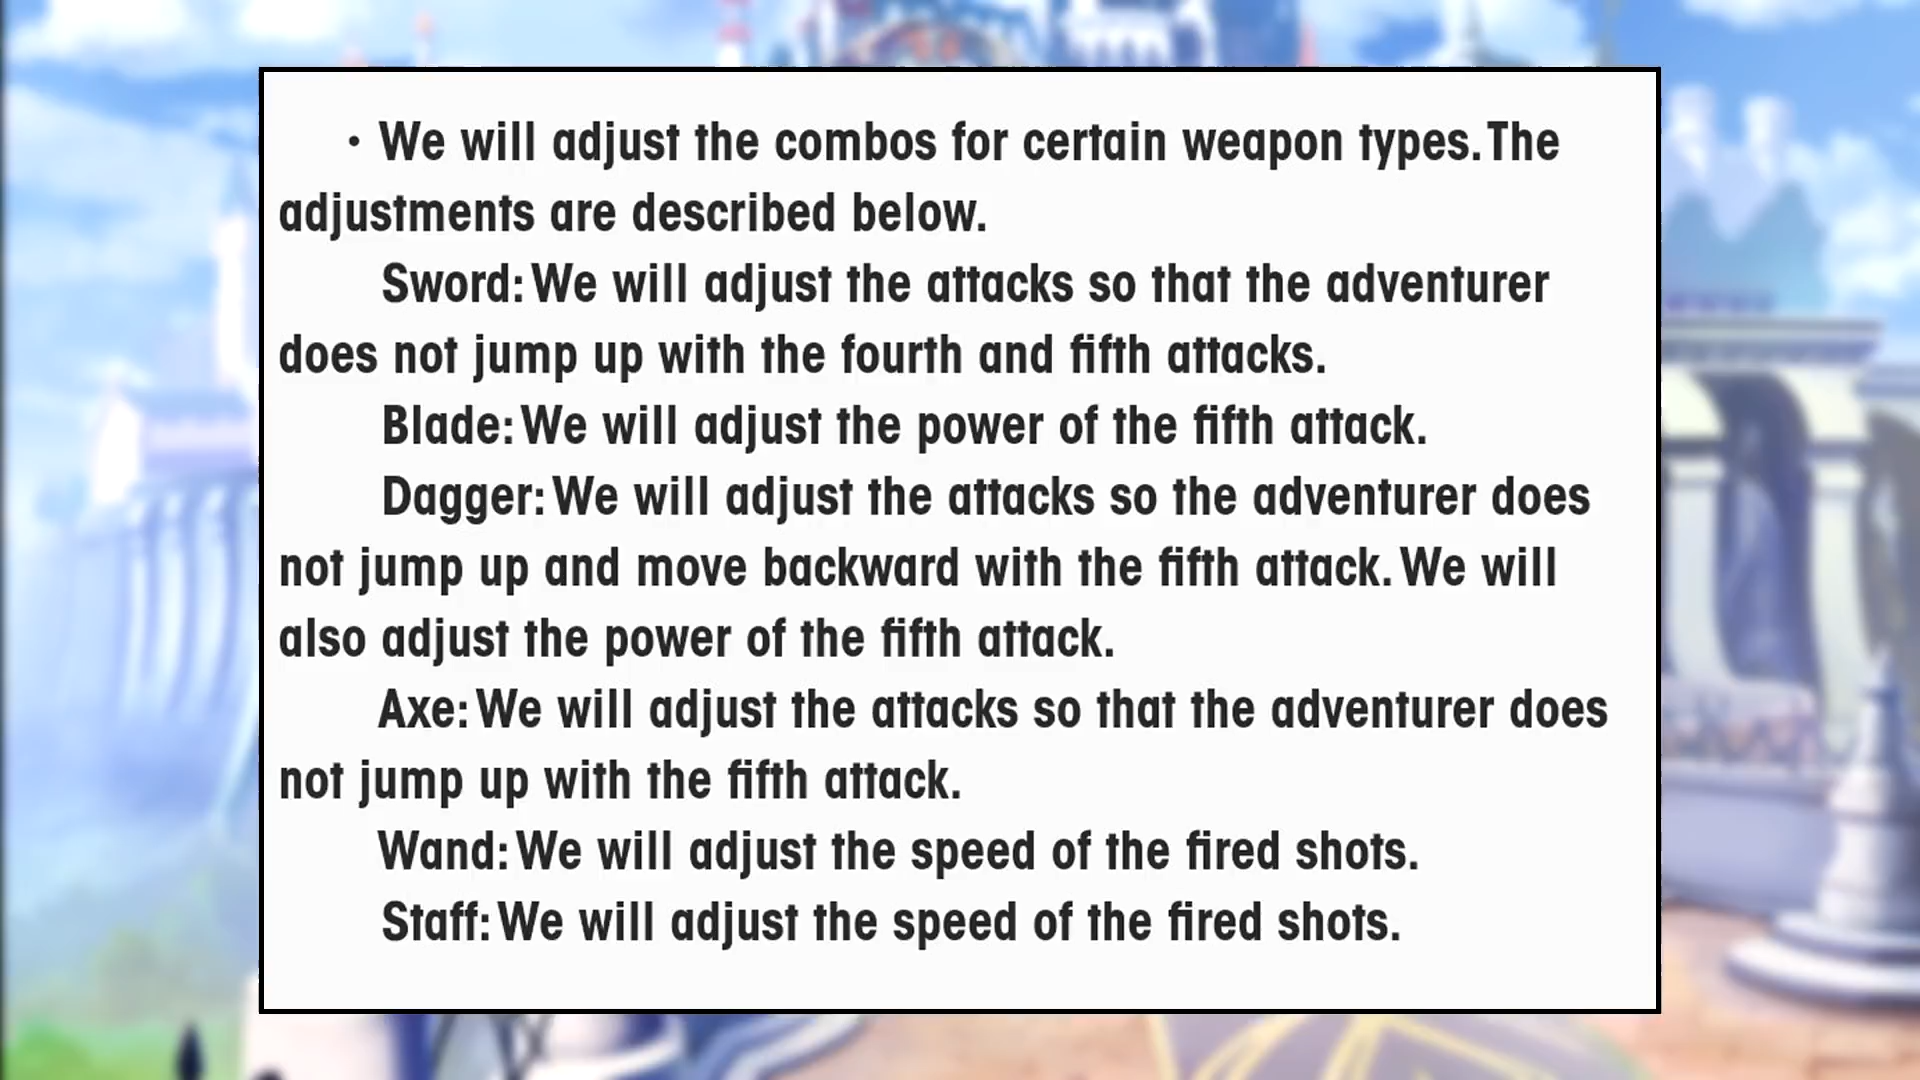 ・We will adjust the combos for certain weapon types. The
adjustments are described below.
Sword: We will adjust the attacks so that the adventurer
does not jump up with the fourth and fifth attacks.
Blade: We will adjust the power of the fifth attack.
Dagger: We will adjust the attacks so the adventurer does
not jump up and move backward with the fifth attack. We will
also adjust the power of the fifth attack.
Axe: We will adjust the attacks so that the adventurer does
not jump up with the fifth attack.
Wand: We will adjust the speed of the fired shots.
Staff: We will adjust the speed of the fired shots.